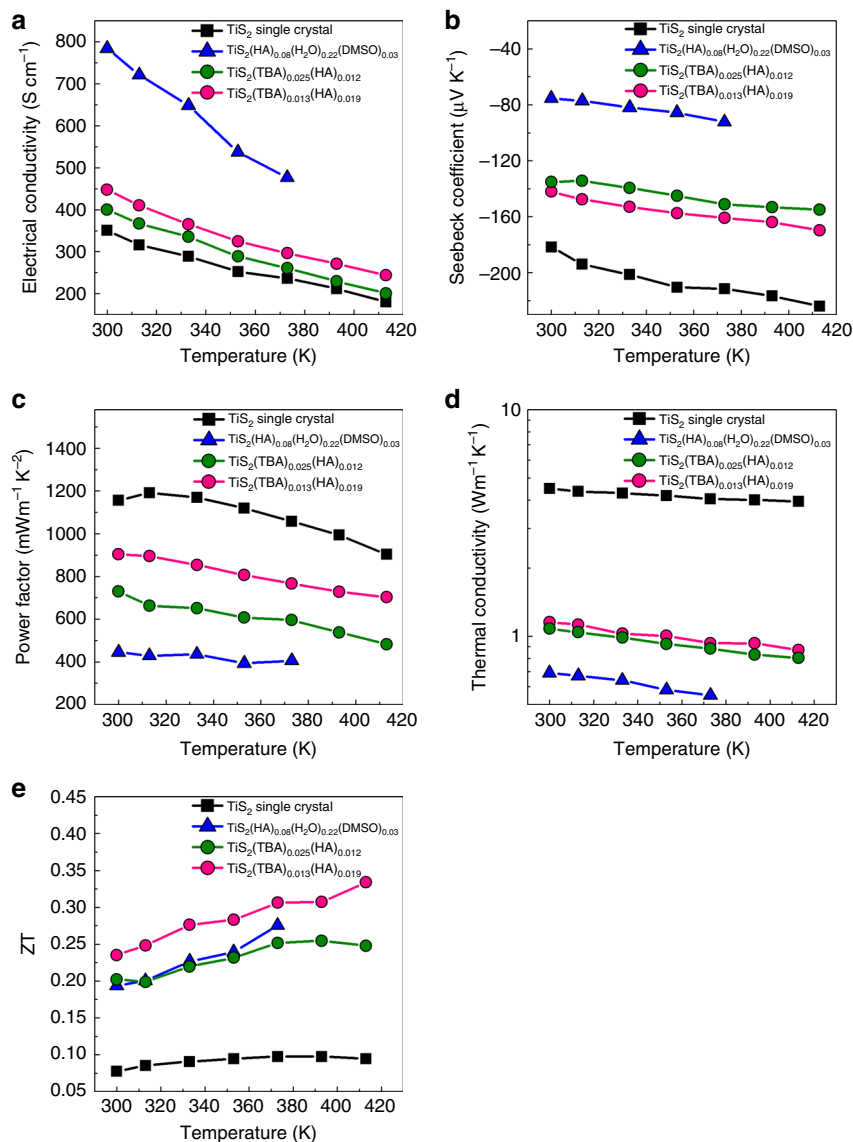 a
TiS2 single crystal
TiS2(HA)0.08(H2O)0.22(DMSO)0.03
TiS2(TBA)0.025(HA)0.012
TiS2(TBA)0.013(HA)0.019
800
700
600
500
400
300
200
Electrical conductivity (S cm−1)
300 320 340 360 380 400 420
Temperature (K)
b
TiS2 single crystal
TiS2(HA)0.08(H2O)0.22(DMSO)0.03
TiS2(TBA)0.025(HA)0.012
TiS2(TBA)0.013(HA)0.019
−40
−80
−120
−160
−200
Seebeck coefficient (μV K−1)
300 320 340 360 380 400 420
Temperature (K)
c
TiS2 single crystal
TiS2(HA)0.08(H2O)0.22(DMSO)0.03
TiS2(TBA)0.025(HA)0.012
TiS2(TBA)0.013(HA)0.019
1400
1200
1000
800
600
400
200
Power factor (mWm−1 K−2)
300 320 340 360 380 400 420
Temperature (K)
d
TiS2 single crystal
TiS2(HA)0.08(H2O)0.22(DMSO)0.03
TiS2(TBA)0.025(HA)0.012
TiS2(TBA)0.013(HA)0.019
10
1
Thermal conductivity (Wm−1 K−1)
300 320 340 360 380 400 420
Temperature (K)
e
TiS2 single crystal
TiS2(HA)0.08(H2O)0.22(DMSO)0.03
TiS2(TBA)0.025(HA)0.012
TiS2(TBA)0.013(HA)0.019
0.45
0.40
0.35
0.30
0.25
0.20
0.15
0.10
0.05
ZT
300 320 340 360 380 400 420
Temperature (K)